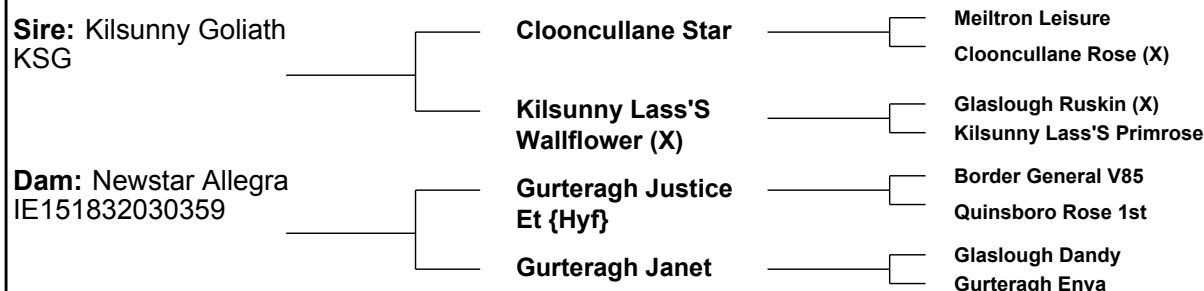 Sire: Kilsunny Goliath
KSG
Clooncullane Star
Meiltron Leisure
Clooncullane Rose (X)
Kilsunny Lass'S
Wallflower (X)
Glaslough Ruskin (X)
Kilsunny Lass'S Primrose
Dam: Newstar Allegra
IE151832030359
Gurteragh Justice
Et {Hyf}
Border General V85
Quinsboro Rose 1st
Gurteragh Janet
Glaslough Dandy
Gurteragh Enya